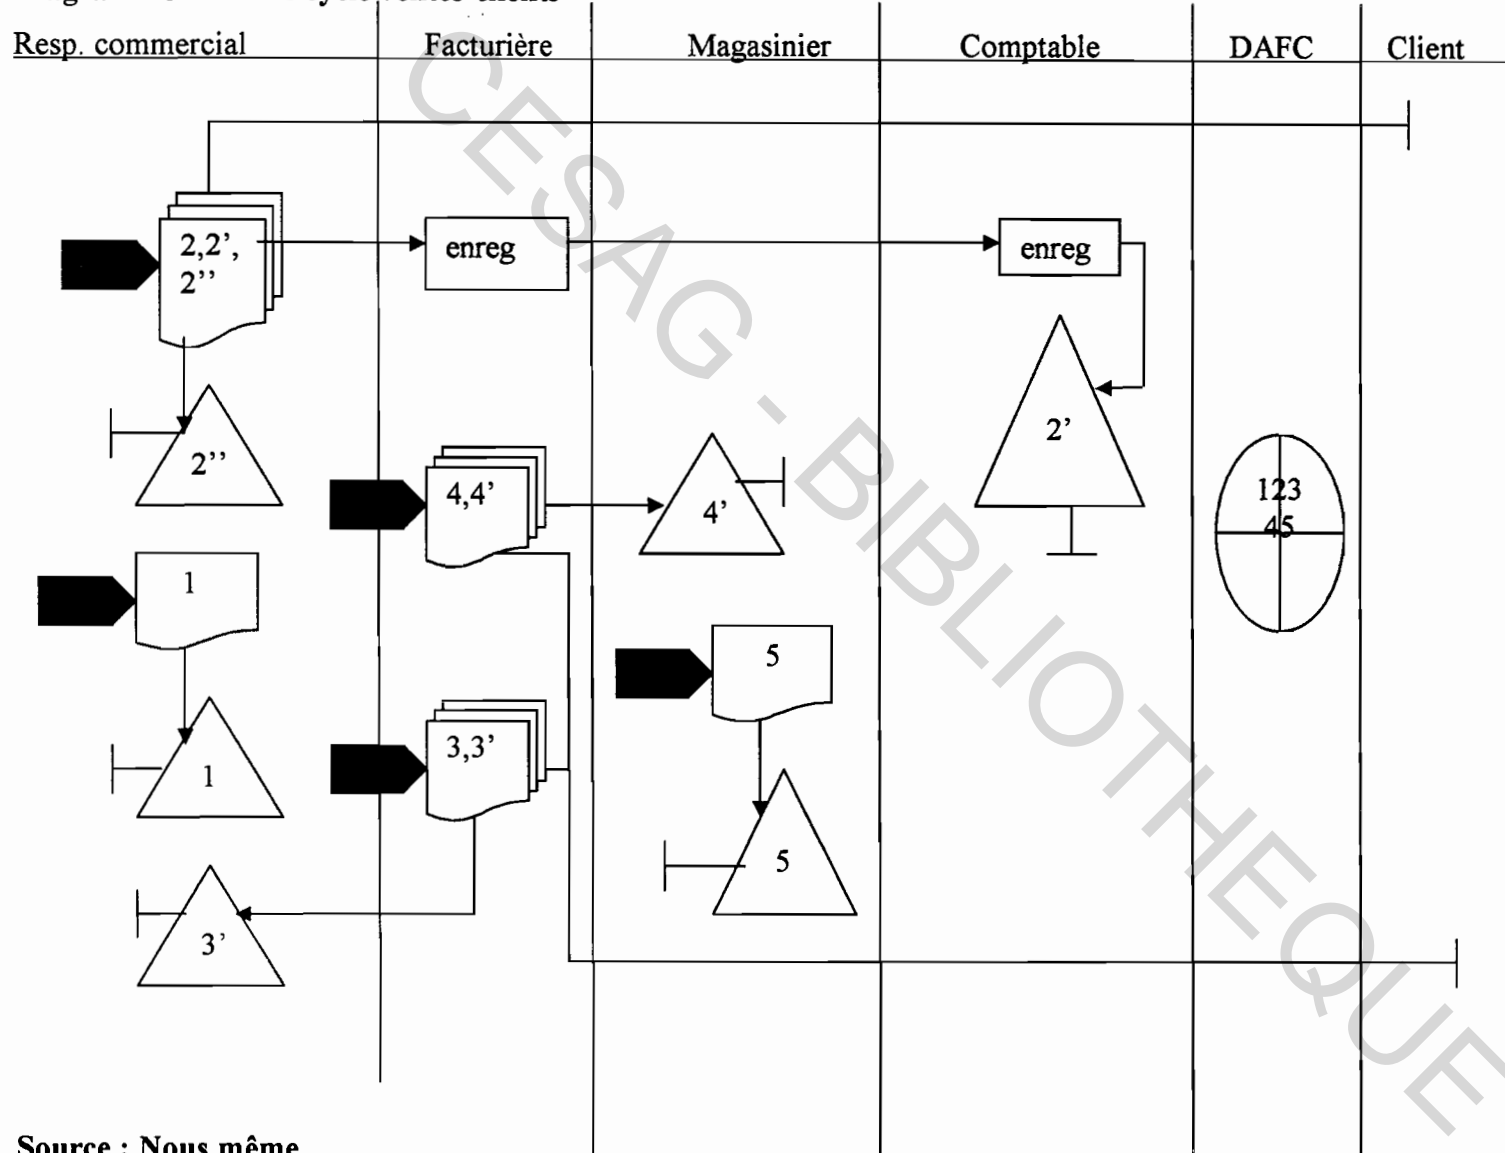 Resp. commercial Facturière Magasinier Comptable DAFC Client
2,2’,
2’’
enreg
enreg
2’’
4,4’
4’
2’
123
45
1
5
3,3’
1
5
3’
Source : Nous même
CESAG - BIBLIOTHEQUE